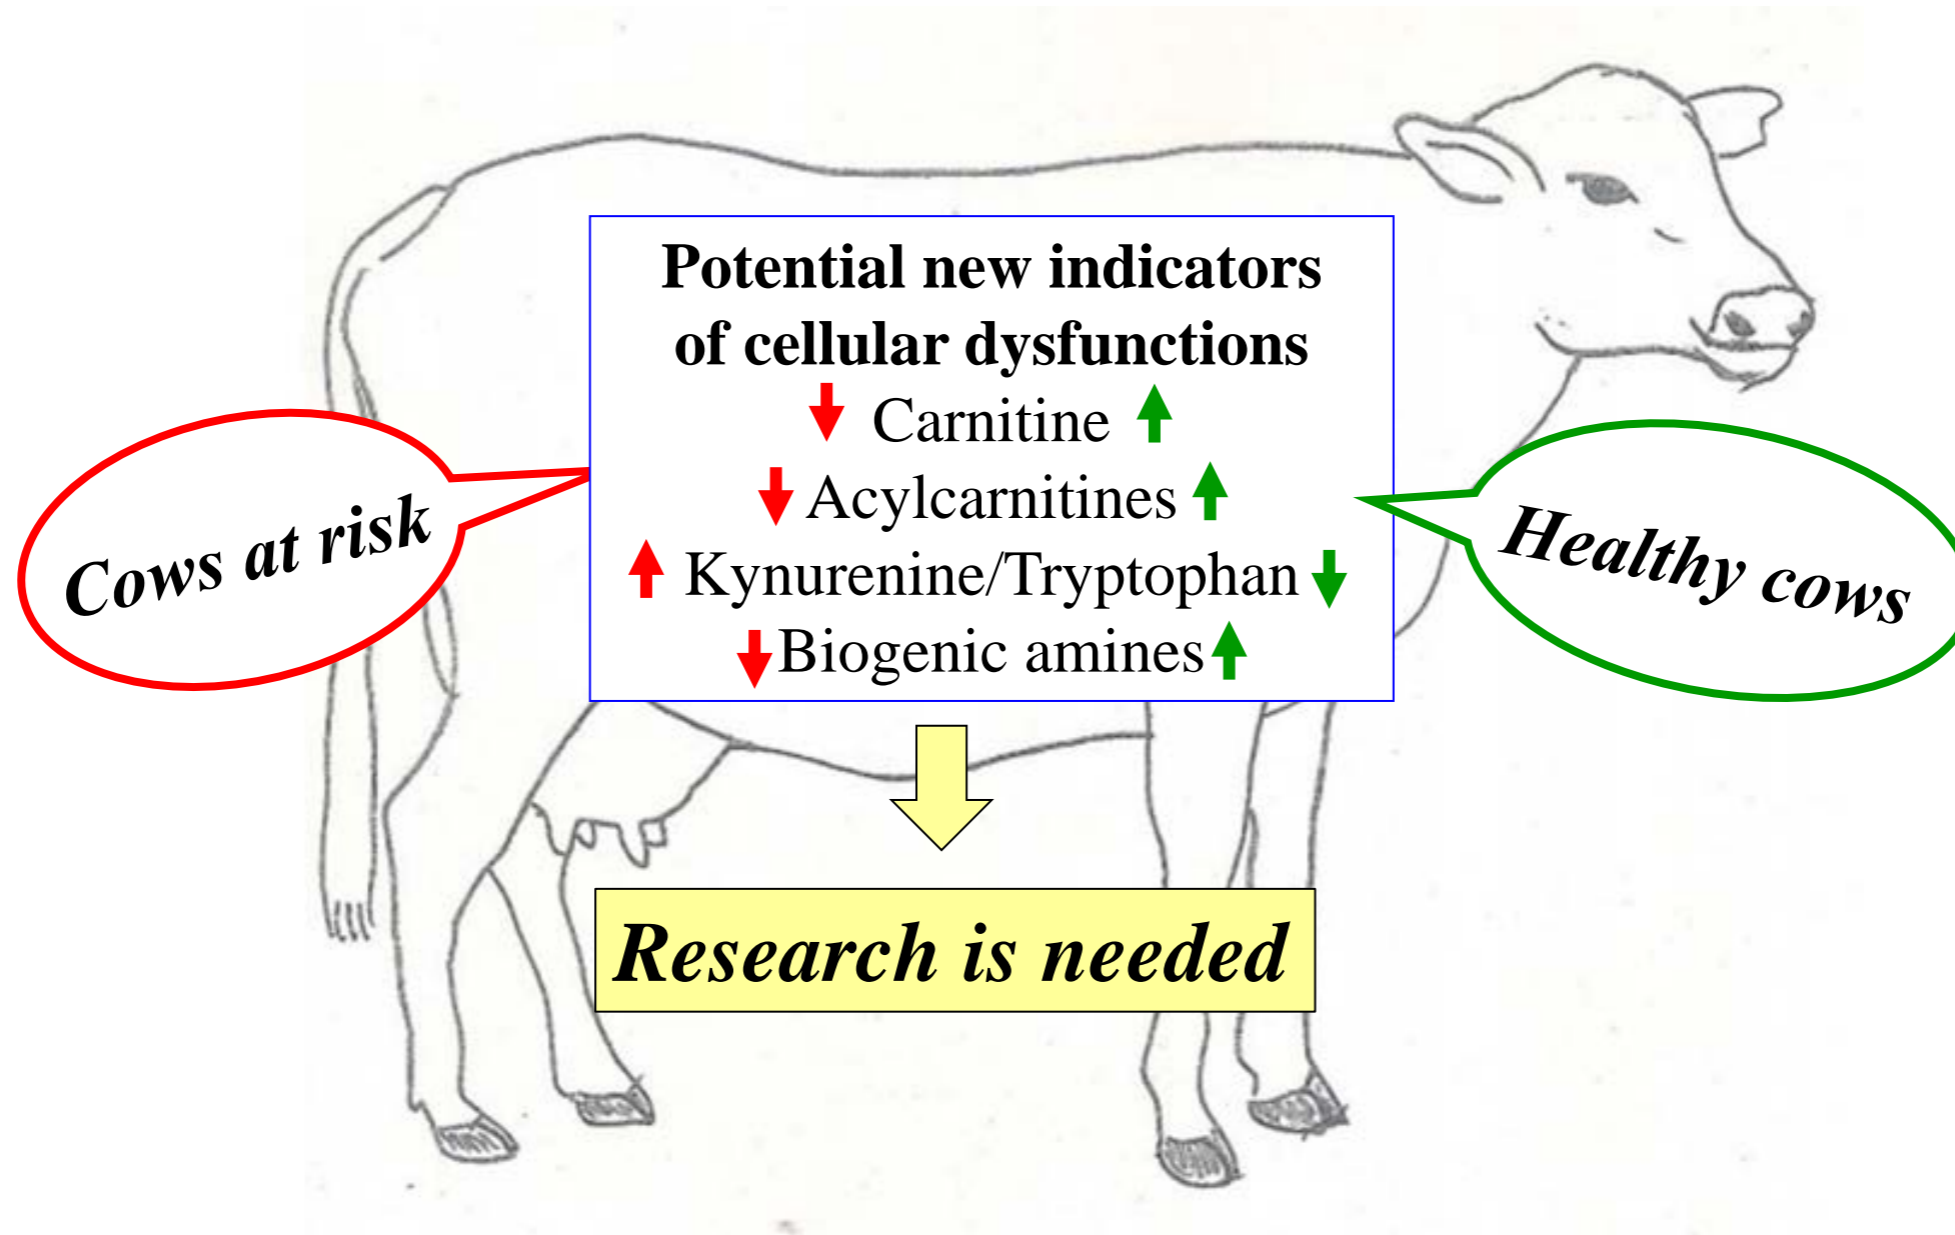 Potential new indicators
of cellular dysfunctions
Carnitine
Acylcarnitines
Kynurenine/Tryptophan
Biogenic amines
Cows at risk
Healthy cows
Research is needed